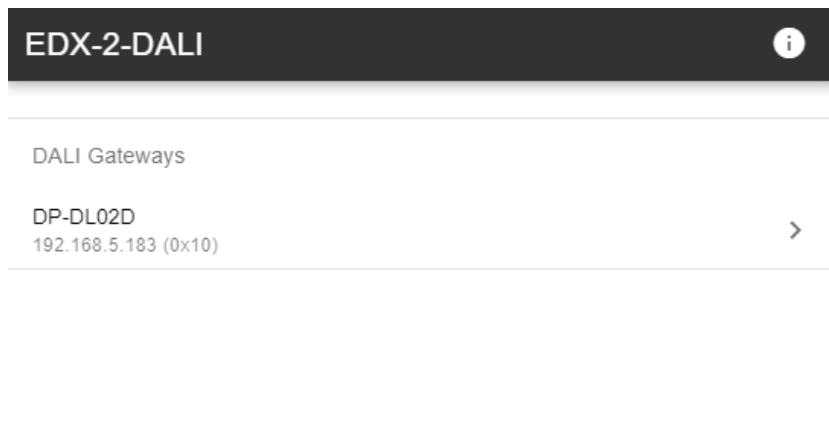 EDX-2-DALI
DALI Gateways
DP-DL02D
192.168.5.183 (0x10)